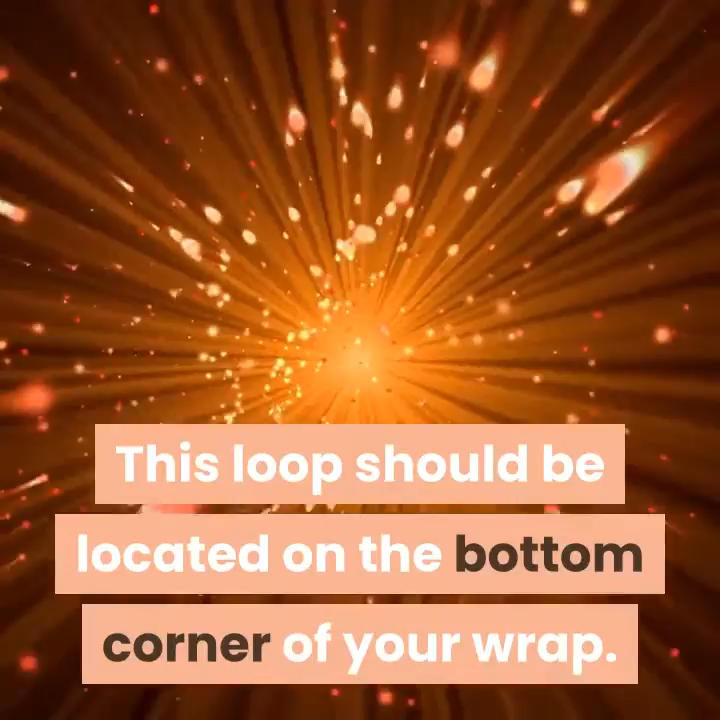 This loop should be
located on the bottom
corner of your wrap.